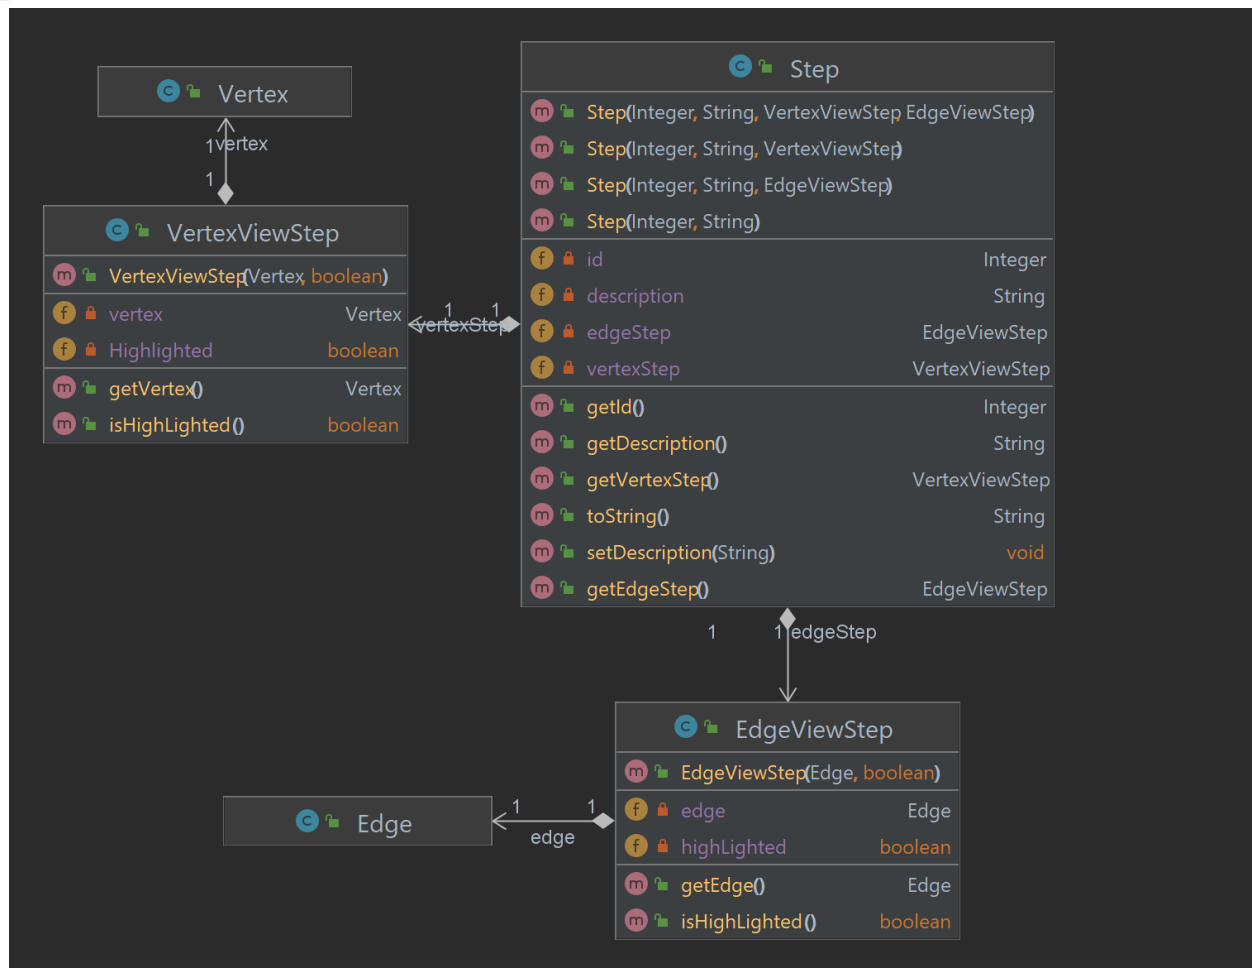 Vertex
1 vertex
1
VertexViewStep
VertexViewStep(Vertex, boolean)
vertex Vertex
Highlighted boolean
getVertex() Vertex
isHighLighted() boolean
1 1
vertexStep
Step
Step(Integer, String, VertexViewStep, EdgeViewStep)
Step(Integer, String, VertexViewStep)
Step(Integer, String, EdgeViewStep)
Step(Integer, String)
id Integer
description String
edgeStep EdgeViewStep
vertexStep VertexViewStep
getId() Integer
getDescription() String
getVertexStep() VertexViewStep
toString() String
setDescription(String) void
getEdgeStep() EdgeViewStep
1 1 edgeStep
EdgeViewStep
EdgeViewStep(Edge, boolean)
edge Edge
highLighted boolean
getEdge() Edge
isHighLighted() boolean
1 1
edge
Edge